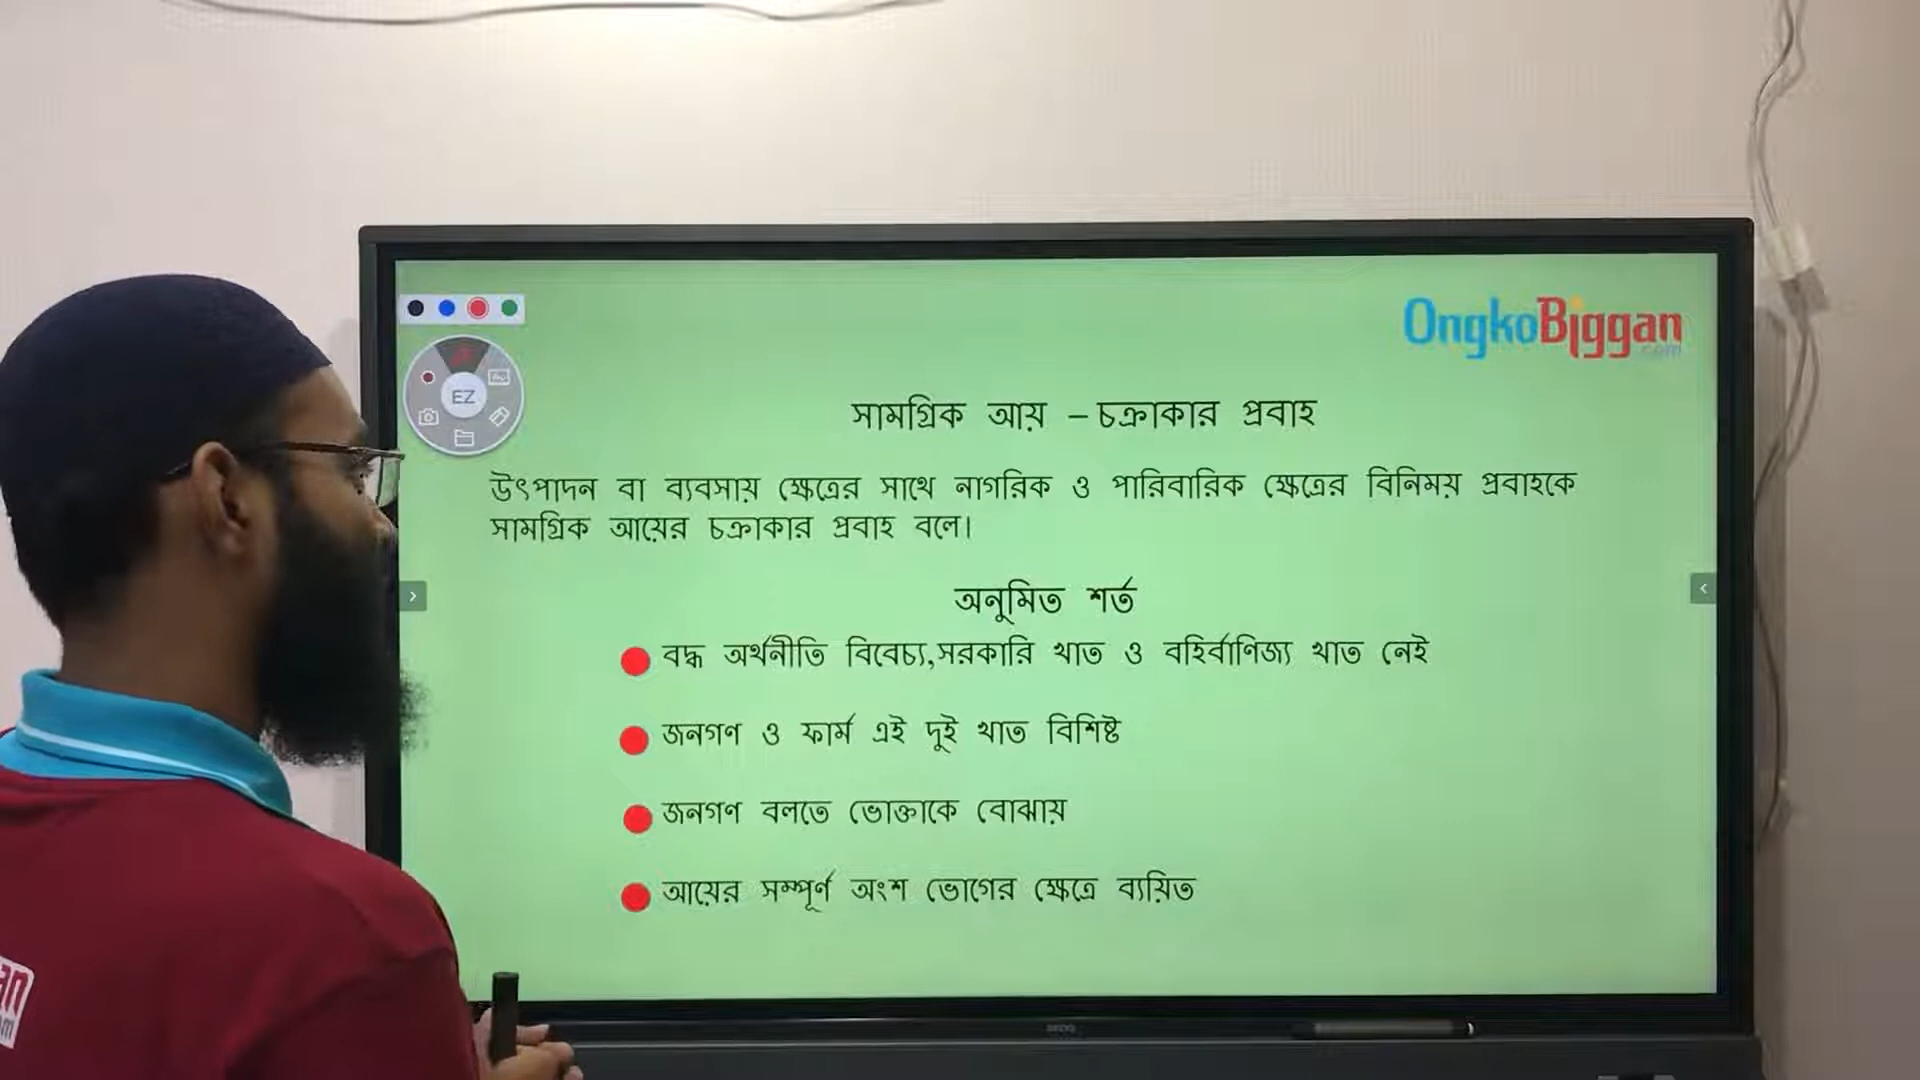 OngkoBiggan
.com
EZ
সামগ্রিক আয় – চক্রাকার প্রবাহ
উৎপাদন বা ব্যবসায় ক্ষেত্রের সাথে নাগরিক ও পারিবারিক ক্ষেত্রের বিনিময় প্রবাহকে
সামগ্রিক আয়ের চক্রাকার প্রবাহ বলে।
অনুমিত শর্ত
বদ্ধ অর্থনীতি বিবেচ্য,সরকারি খাত ও বহির্বাণিজ্য খাত নেই
জনগণ ও ফার্ম এই দুই খাত বিশিষ্ট
জনগণ বলতে ভোক্তাকে বোঝায়
আয়ের সম্পূর্ণ অংশ ভোগের ক্ষেত্রে ব্যয়িত